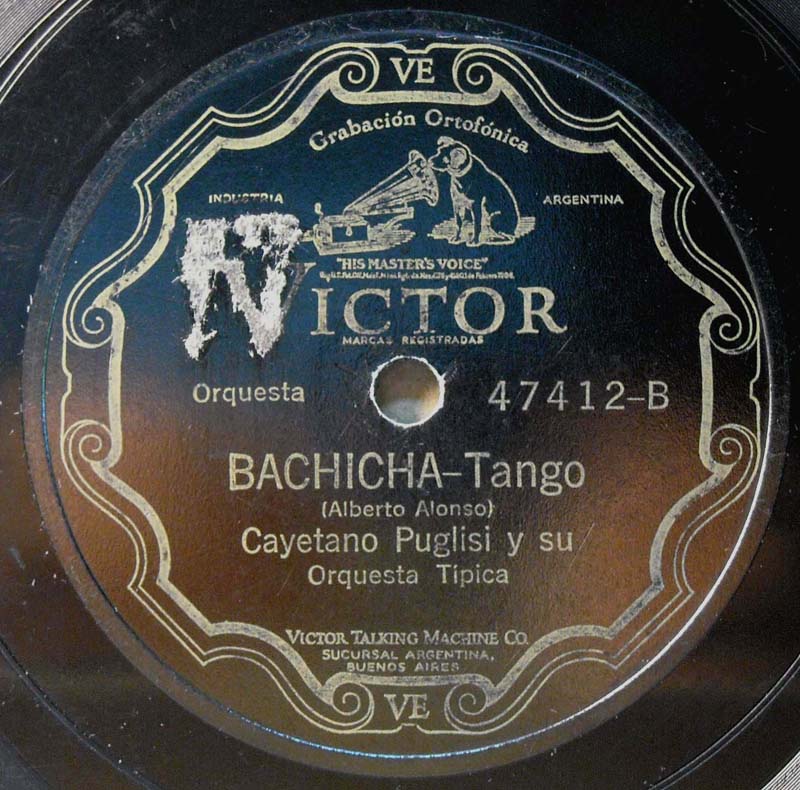 VE
Grabación Ortofónica
INDUSTRIA ARGENTINA
"HIS MASTER'S VOICE"
VICTOR
MARCAS REGISTRADAS
Orquesta 47412-B
BACHICHA-Tango
(Alberto Alonso)
Cayetano Puglisi y su
Orquesta Típica
VICTOR TALKING MACHINE CO.
SUCURSAL ARGENTINA,
BUENOS AIRES
VE